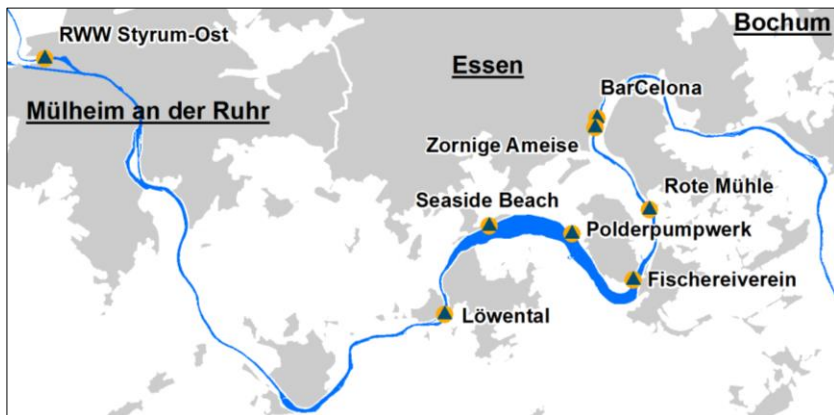 Bochum
RWW Styrum-Ost
Essen
BarCelona
Mülheim an der Ruhr
Zornige Ameise
Rote Mühle
Seaside Beach
Polderpumpwerk
Fischereiverein
Löwental